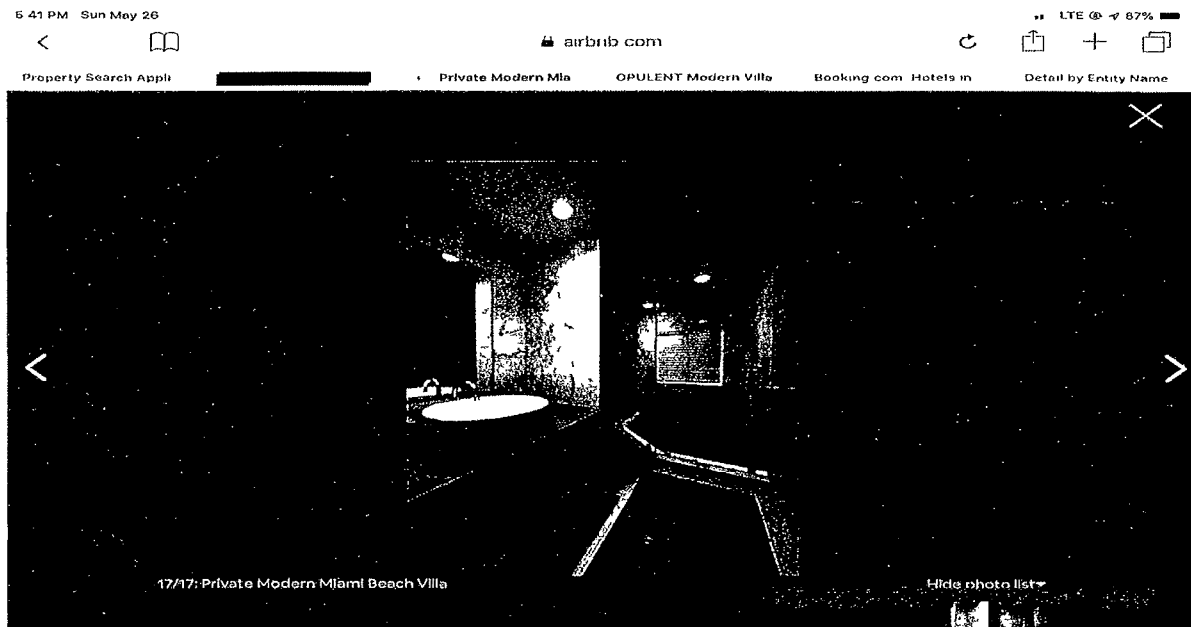 5 41 PM Sun May 26
LTE 87%
airbnb com
Property Search Appli
Private Modern Mia
OPULENT Modern Villa
Booking com Hotels in
Detail by Entity Name
17/17: Private Modern Miami Beach Villa
Hide photo list